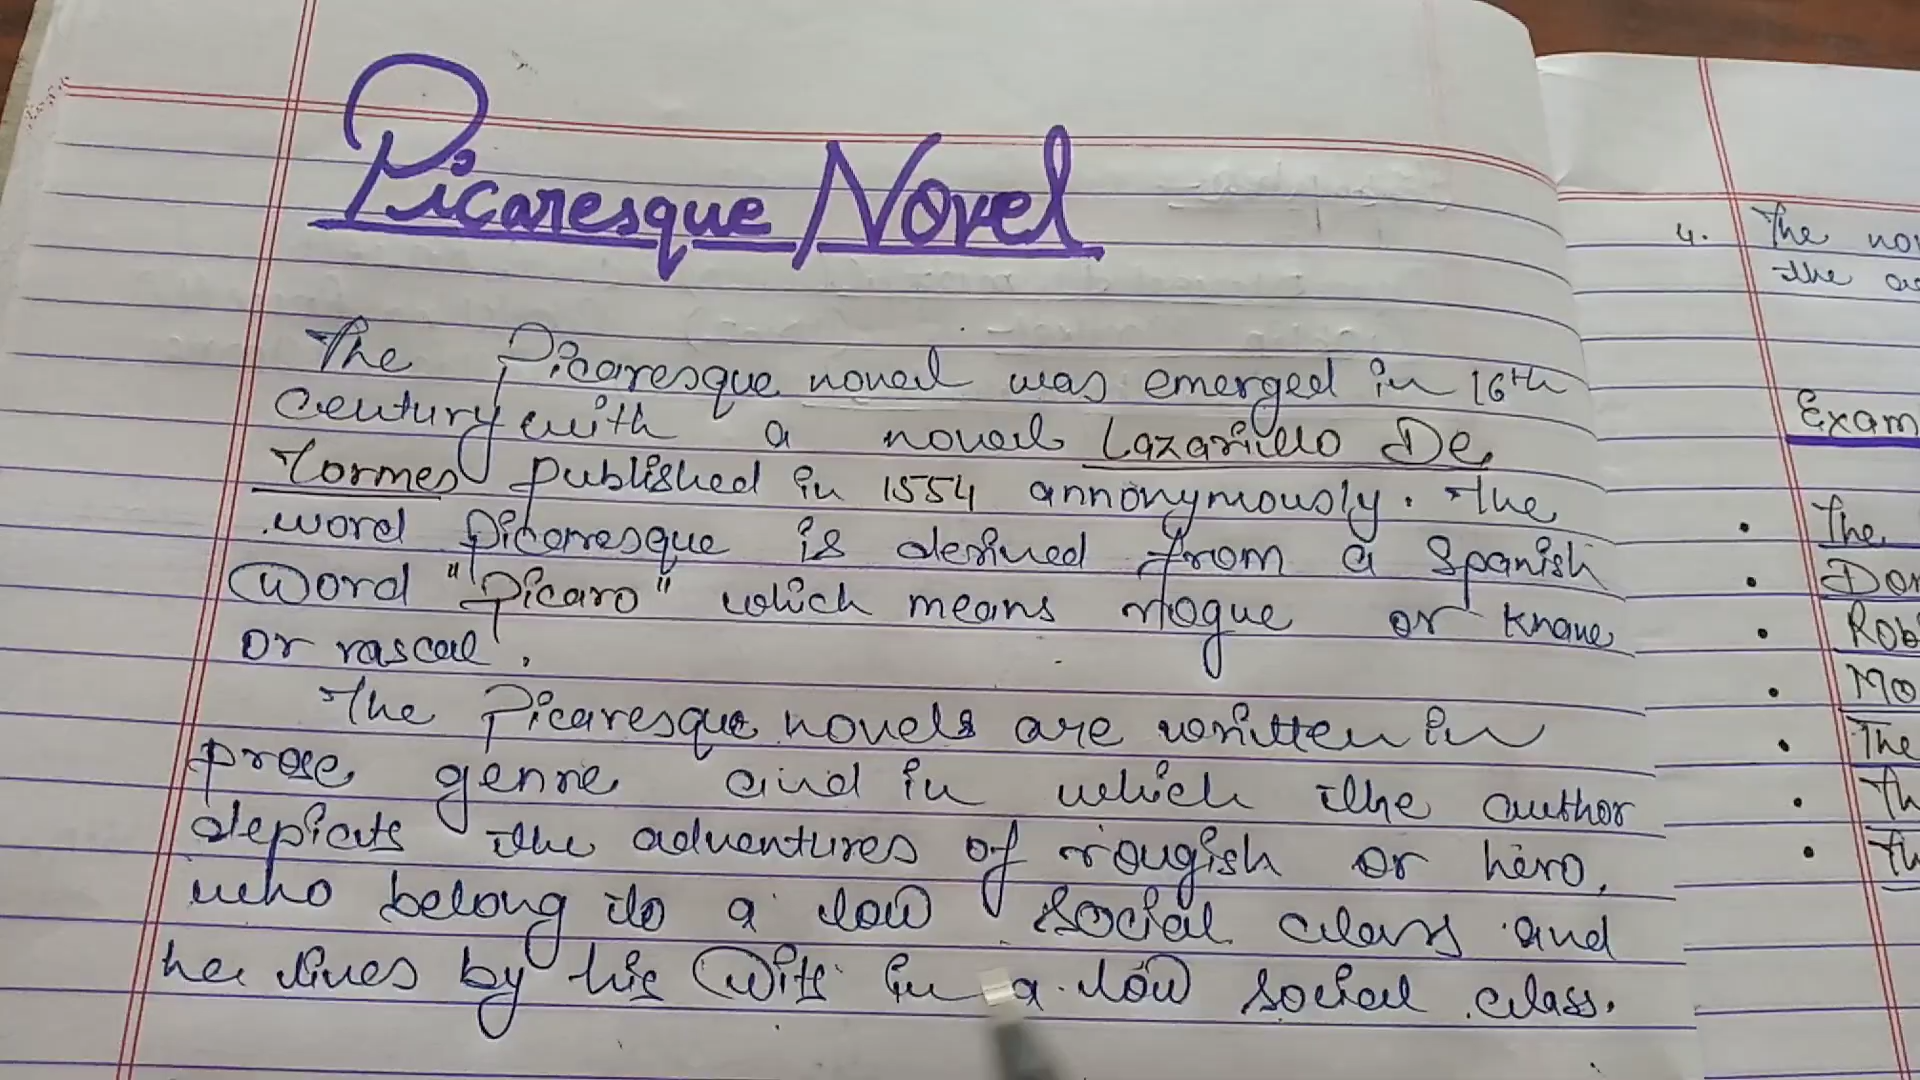 Picaresque Novel
The Picaresque novel was emerged in 16th
century with a novel Lazarillo De
Tormes published in 1554 annonymously. The
word picaresque is derived from a Spanish
word "picaro" which means rogue or knave
or rascal.
The Picaresque novels are written in
prose genre and in which the author
depicts the adventures of rougish or hero,
who belong to a low social class and
he lives by his wits in a low social class.
4. The
the
Exam
The
Don
Rob
Mo
The
Th
Th